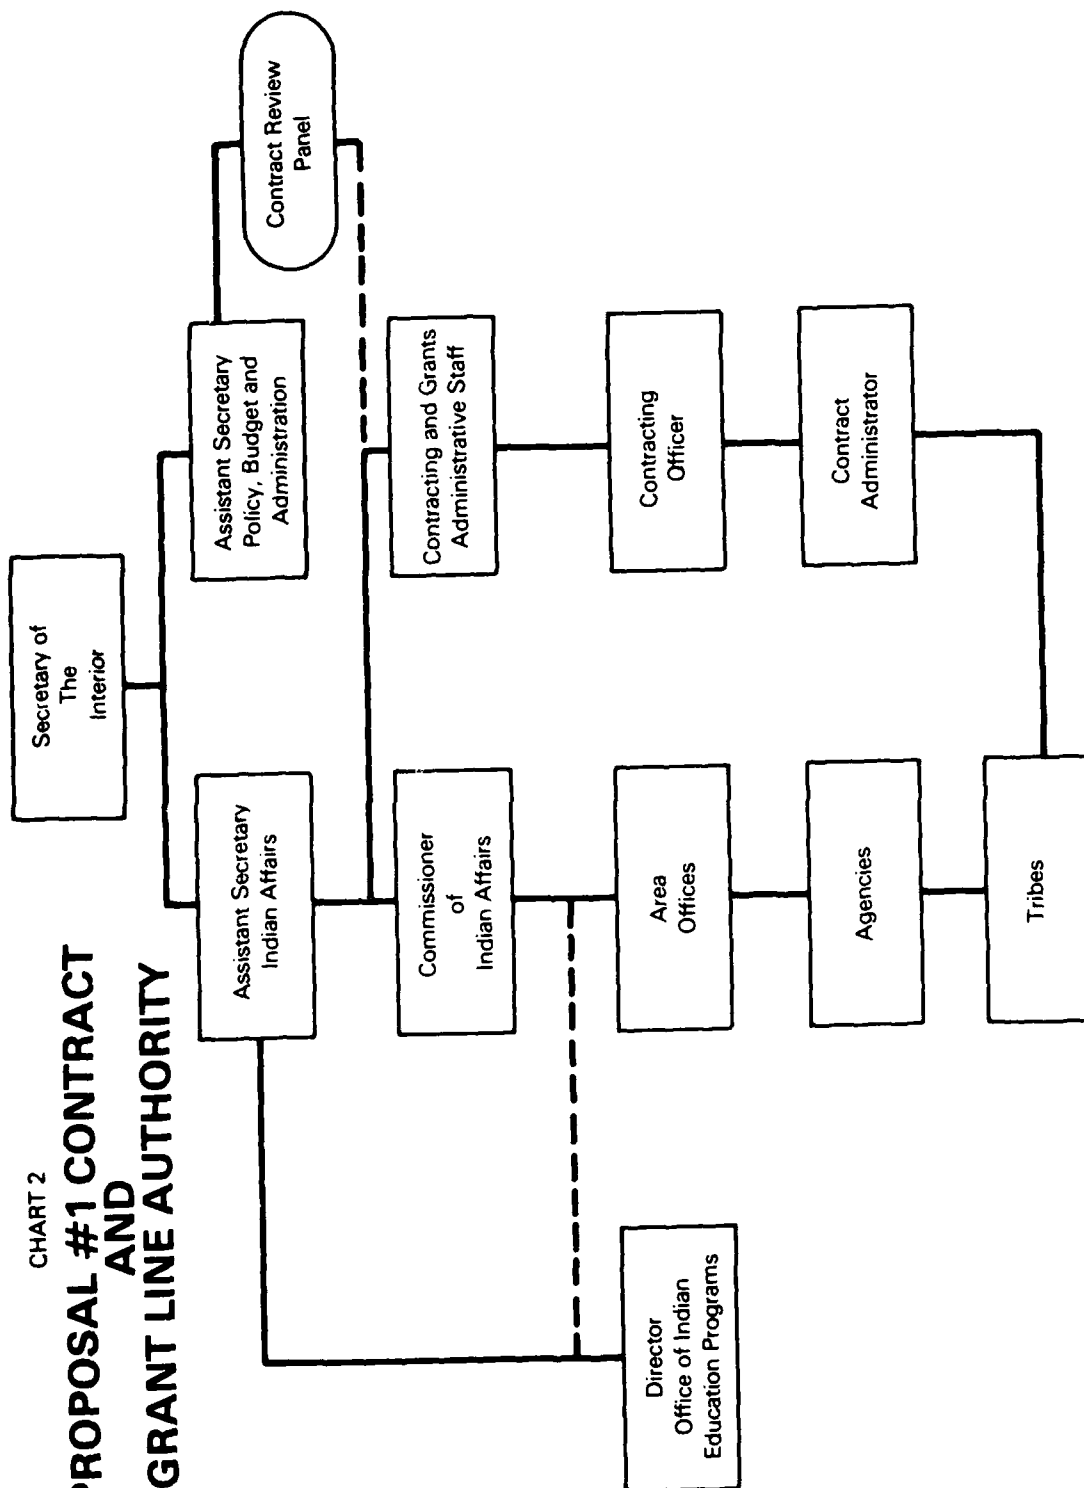 CHART 2
PROPOSAL #1 CONTRACT
AND
GRANT LINE AUTHORITY
Secretary of
The
Interior
Assistant Secretary
Indian Affairs
Assistant Secretary
Policy, Budget and
Administration
Contract Review
Panel
Commissioner
of
Indian Affairs
Contracting and Grants
Administrative Staff
Director
Office of Indian
Education Programs
Area
Offices
Contracting
Officer
Agencies
Contract
Administrator
Tribes